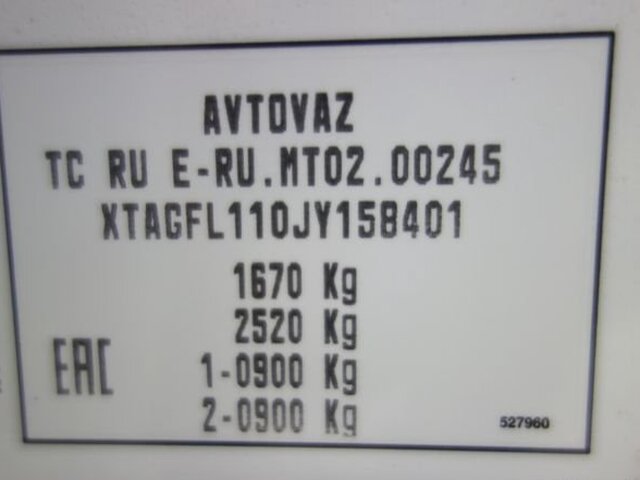 AVTOVAZ
TC RU E-RU.MT02.00245
XTAGFL110JY158401
1670 Kg
2520 Kg
EAC 1-0900 Kg
2-0900 Kg
527960